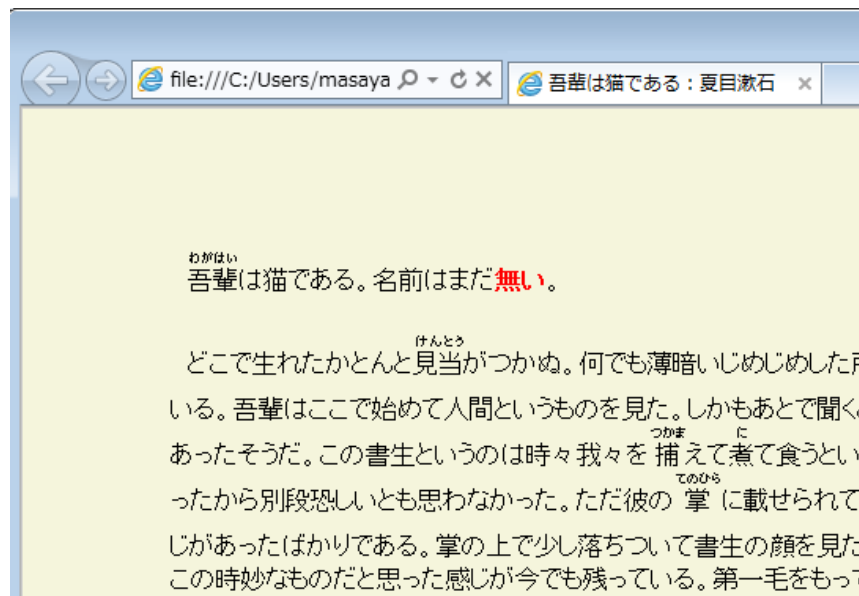 file:///C:/Users/masaya
吾輩は猫である：夏目漱石
わがはい
吾輩は猫である。名前はまだ無い。
けんとう
どこで生れたかとんと見当がつかぬ。何でも薄暗いじめじめした
いる。吾輩はここで始めて人間というものを見た。しかもあとで聞く
つかま に
あったそうだ。この書生というのは時々我々を捕えて煮て食うとい
てのひら
ったから別段恐しいとも思わなかった。ただ彼の掌に載せられて
じがあったばかりである。掌の上で少し落ちついて書生の顔を見た
この時妙なものだと思った感じが今でも残っている。第一毛をもって